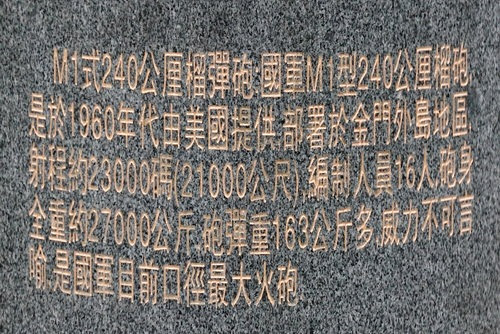 M1式240公厘榴彈砲:國軍M1型240公厘榴砲
是於1960年代由美國提供,部署於金門外島地區
射程約23000碼(21000公尺),編制人員16人,砲身
全重約27000公斤,砲彈重163公斤多,威力不可言
喻,是國軍目前口徑最大火砲